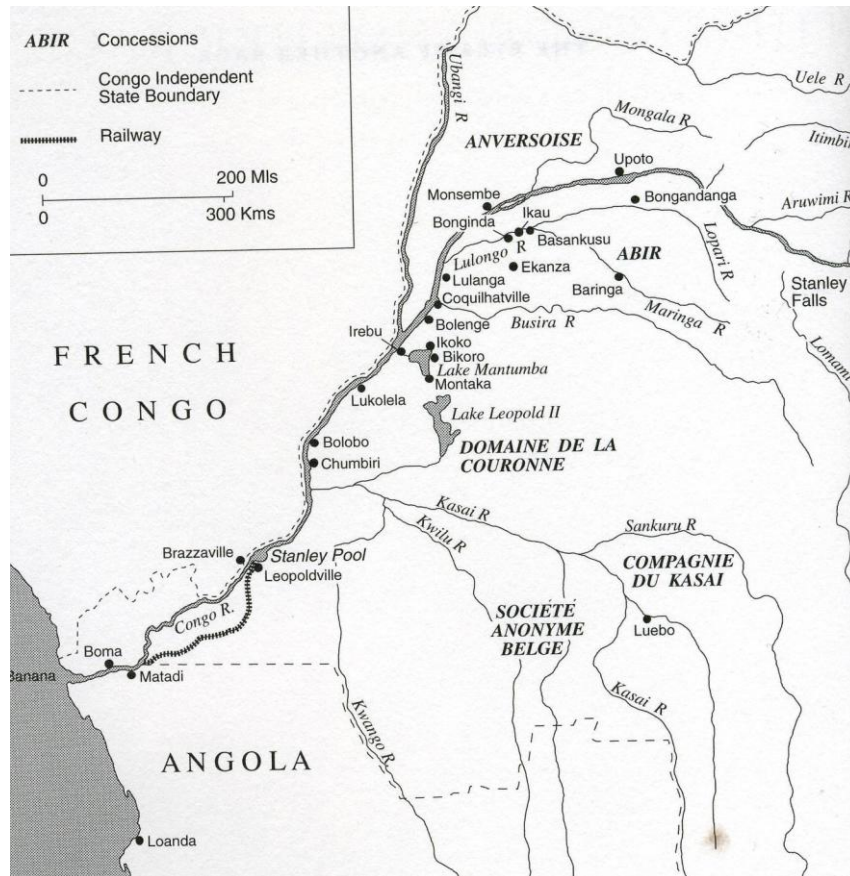 ABIR Concessions
Congo Independent
State Boundary
Railway
0 200 Mls
0 300 Kms
Ubangi R
Uele R
Mongala R
ANVERSOISE
Itimbir
Upoto
Monsembe
Bongandanga
Bonginda
Ikau
Aruwimi R
Basankusu
Lulongo R
ABIR
Lopari R
Ekanza
Lulanga
Baringa
Stanley
Falls
Coquilhatville
Maringa R
Bolenge
Busira R
Irebu
Ikoko
Bikoro
Lomami
FRENCH
CONGO
Lake Mantumba
Montaka
Lukolela
Lake Leopold II
Bolobo
DOMAINE DE LA
COURONNE
Chumbiri
Kasai R
Kwilu R
Sankuru R
Brazzaville
Stanley Pool
Leopoldville
COMPAGNIE
DU KASAI
Congo R.
SOCIÉTÉ
ANONYME
BELGE
Luebo
Boma
Banana
Matadi
Kasai R
Kwango R
ANGOLA
Loanda